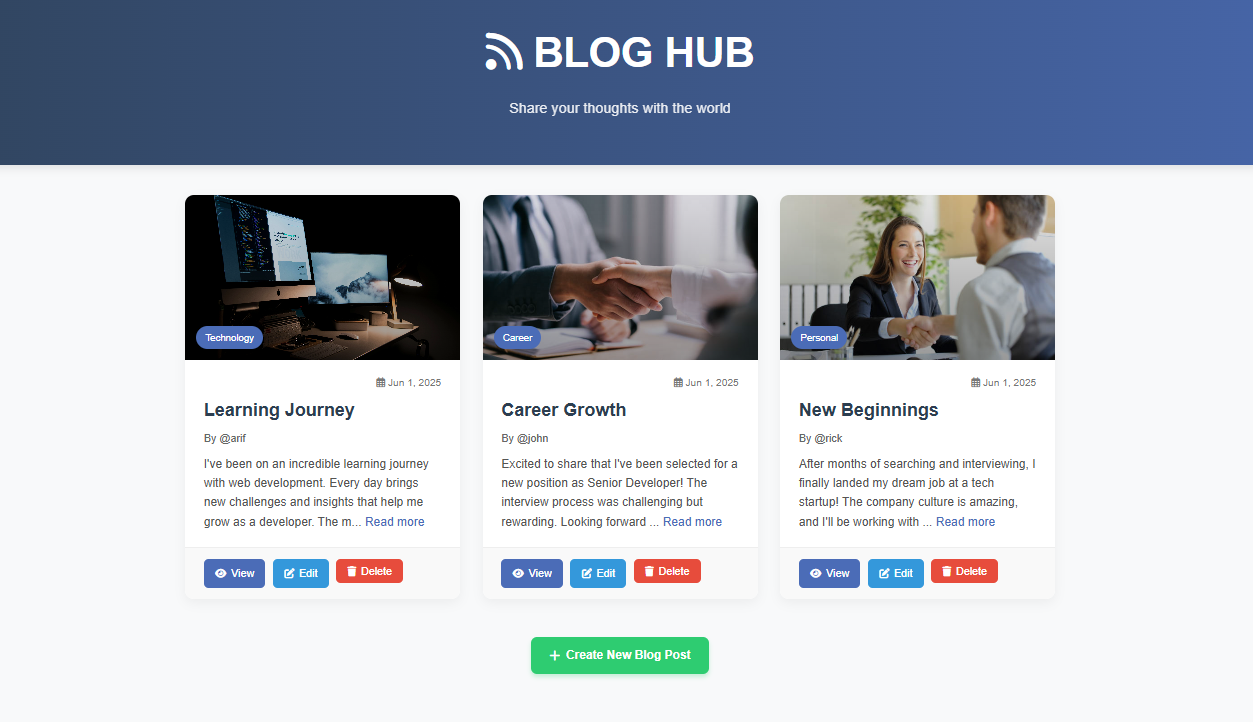 BLOG HUB
Share your thoughts with the world
Technology
Jun 1, 2025
Learning Journey
By @arif
I've been on an incredible learning journey
with web development. Every day brings
new challenges and insights that help me
grow as a developer. The m... Read more
View Edit Delete
Career
Jun 1, 2025
Career Growth
By @john
Excited to share that I've been selected for a
new position as Senior Developer! The
interview process was challenging but
rewarding. Looking forward ... Read more
View Edit Delete
Personal
Jun 1, 2025
New Beginnings
By @rick
After months of searching and interviewing, I
finally landed my dream job at a tech
startup! The company culture is amazing,
and I'll be working with ... Read more
View Edit Delete
Create New Blog Post